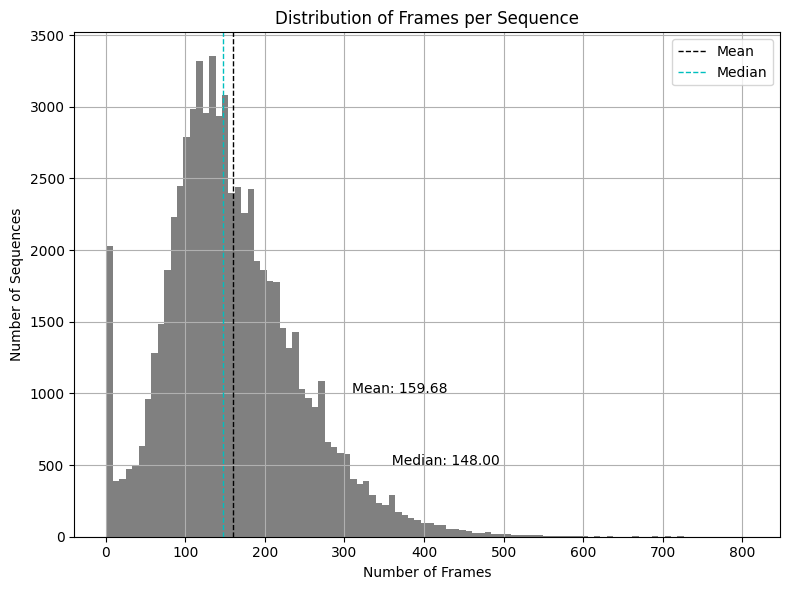 Distribution of Frames per Sequence
Mean
Median
Number of Sequences
3500
3000
2500
2000
1500
1000
500
0
Mean: 159.68
Median: 148.00
0 100 200 300 400 500 600 700 800
Number of Frames